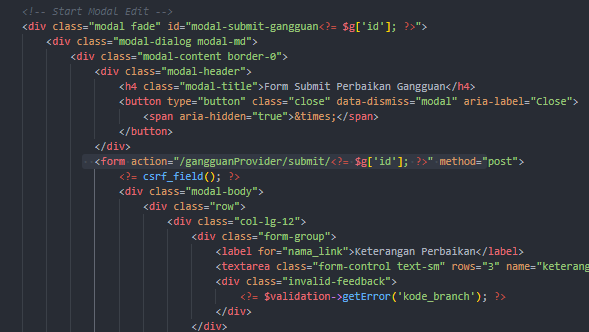 <!-- Start Modal Edit -->
<div class="modal fade" id="modal-submit-gangguan<?= $g['id']; ?>">
<div class="modal-dialog modal-md">
<div class="modal-content border-0">
<div class="modal-header">
<h4 class="modal-title">Form Submit Perbaikan Gangguan</h4>
<button type="button" class="close" data-dismiss="modal" aria-label="Close">
<span aria-hidden="true">&times;</span>
</button>
</div>
<form action="/gangguanProvider/submit/<?= $g['id']; ?>" method="post">
<?= csrf_field(); ?>
<div class="modal-body">
<div class="row">
<div class="col-lg-12">
<div class="form-group">
<label for="nama_link">Keterangan Perbaikan</label>
<textarea class="form-control text-sm" rows="3" name="keterang
<div class="invalid-feedback">
<?= $validation->getError('kode_branch'); ?>
</div>
</div>